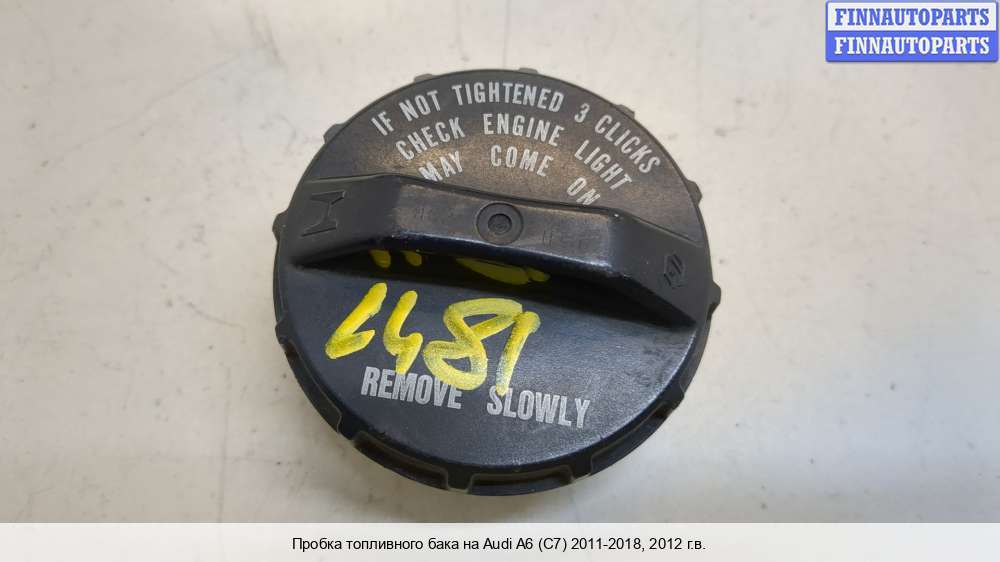 FINNAUTOPARTS
FINNAUTOPARTS
IF NOT TIGHTENED 3 CLICKS
CHECK ENGINE LIGHT
MAY COME ON
REMOVE SLOWLY
Пробка топливного бака на Audi A6 (C7) 2011-2018, 2012 г.в.